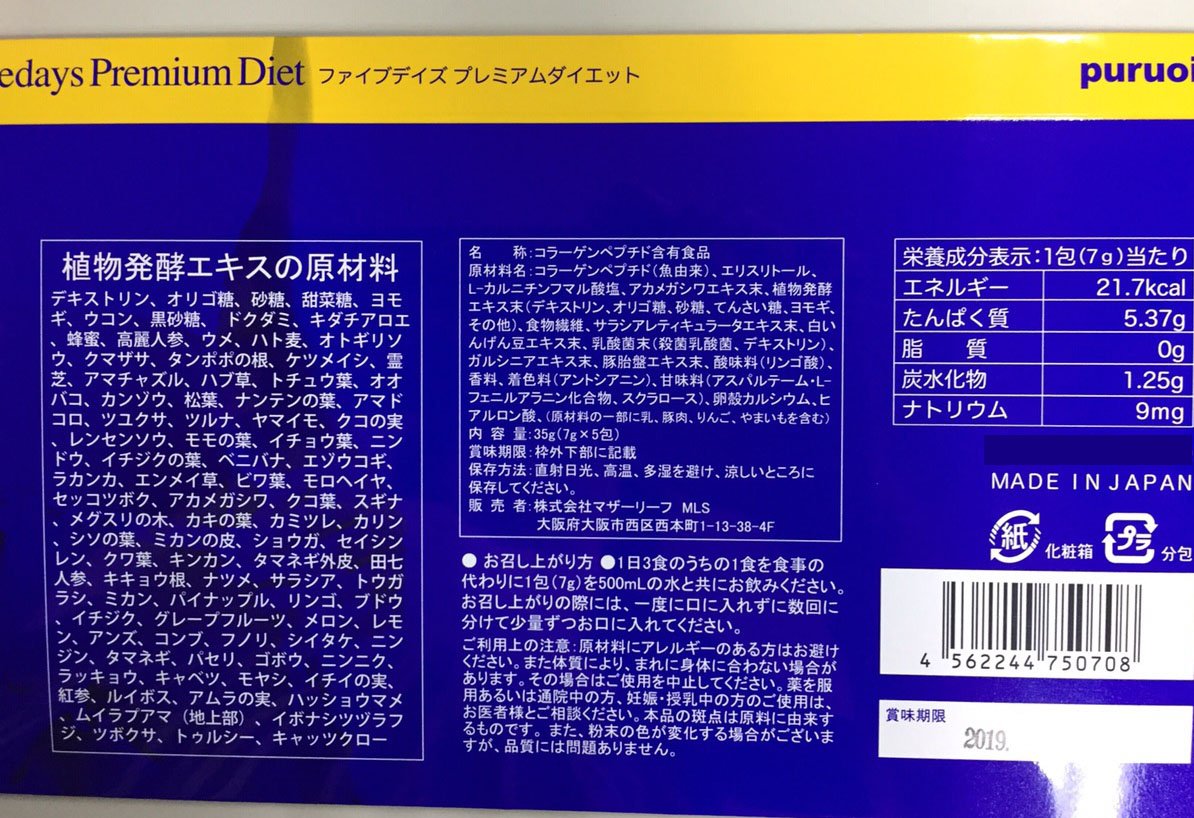 edays Premium Diet ファイブデイズ プレミアムダイエット
puruoi
植物発酵エキスの原材料
デキストリン、オリゴ糖、砂糖、甜菜糖、ヨモ
ギ、ウコン、黒砂糖、ドクダミ、キダチアロエ
、蜂蜜、高麗人参、ウメ、ハト麦、オトギリソ
ウ、クマザサ、タンポポの根、ケツメイシ、霊
芝、アマチャズル、ハブ草、トチュウ葉、オオ
バコ、カンゾウ、松葉、ナンテンの葉、アマド
コロ、ツユクサ、ツルナ、ヤマイモ、クコの実
、レンセンソウ、モモの葉、イチョウ葉、ニン
ドウ、イチジクの葉、ベニバナ、エゾウコギ、
ラカンカ、エンメイ草、ビワ葉、モロヘイヤ、
セッコツボク、アカメガシワ、クコ葉、スギナ
、メグスリの木、カキの葉、カミツレ、カリン
、シソの葉、ミカンの皮、ショウガ、セイシン
レン、クワ葉、キンカン、タマネギ外皮、田七
人参、キキョウ根、ナツメ、サラシア、トウガ
ラシ、ミカン、パイナップル、リンゴ、ブドウ
、イチジク、グレープフルーツ、メロン、レモ
ン、アンズ、コンブ、フノリ、シイタケ、ニン
ジン、タマネギ、パセリ、ゴボウ、ニンニク、
ラッキョウ、キャベツ、モヤシ、イチイの実、
紅参、ルイボス、アムラの実、ハッショウマメ
、ムイラプアマ（地上部）、イボナシツヅラフ
ジ、ツボクサ、トゥルシー、キャッツクロー
名 称:コラーゲンペプチド含有食品
原材料名:コラーゲンペプチド（魚由来）、エリスリトール、
L-カルニチンフマル酸塩、アカメガシワエキス末、植物発酵
エキス末（デキストリン、オリゴ糖、砂糖、てんさい糖、ヨモギ、
その他）、食物繊維、サラシアレティキュラータエキス末、白い
んげん豆エキス末、乳酸菌末（殺菌乳酸菌、デキストリン）、
ガルシニアエキス末、豚胎盤エキス末、酸味料（リンゴ酸）、
香料、着色料（アントシアニン）、甘味料（アスパルテーム・L-
フェニルアラニン化合物、スクラロース）、卵殻カルシウム、ヒ
アルロン酸、（原材料の一部に乳、豚肉、りんご、やまいもを含む）
内 容 量:35g（7g×5包）
賞味期限:枠外下部に記載
保存方法:直射日光、高温、多湿を避け、涼しいところに
保存してください。
販 売 者:株式会社マザーリーフ MLS
大阪府大阪市西区西本町1-13-38-4F
● お召し上がり方 ●1日3食のうちの1食を食事の
代わりに1包（7g）を500mLの水と共にお飲みください。
お召し上がりの際には、一度に口に入れずに数回に
分けて少量ずつお口に入れてください。
ご利用上の注意:原材料にアレルギーのある方はお避け
ください。また体質により、まれに身体に合わない場合が
あります。その場合はご使用を中止してください。薬を服
用あるいは通院中の方、妊娠・授乳中の方のご使用は、
お医者様とご相談ください。本品の斑点は原料に由来す
るものです。また、粉末の色が変化する場合がございま
すが、品質には問題ありません。
栄養成分表示:1包（7g）当たり
エネルギー 21.7kcal
たんぱく質 5.37g
脂 質 0g
炭水化物 1.25g
ナトリウム 9mg
MADE IN JAPAN
紙 化粧箱 プラ 分包
4 562244 750708
賞味期限
2019.